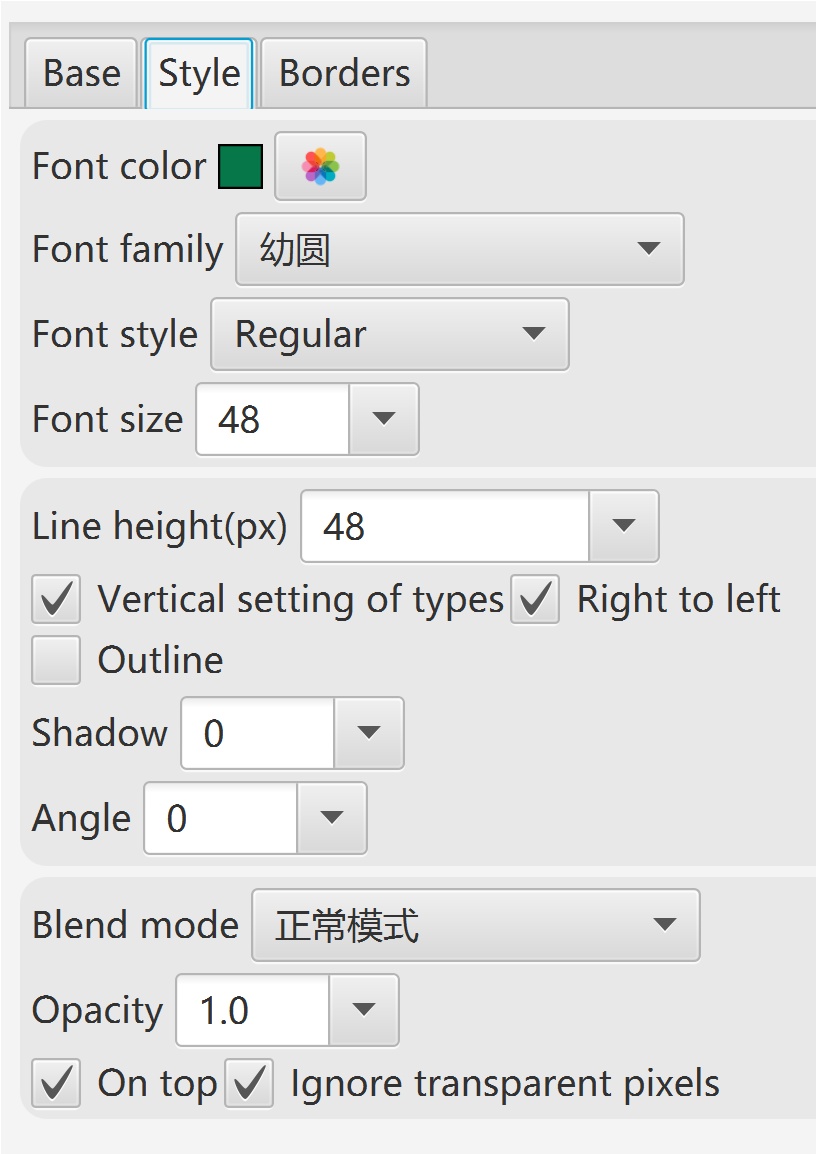 Base Style Borders
Font color
Font family 幼圆
Font style Regular
Font size 48
Line height(px) 48
Vertical setting of types Right to left
Outline
Shadow 0
Angle 0
Blend mode 正常模式
Opacity 1.0
On top Ignore transparent pixels